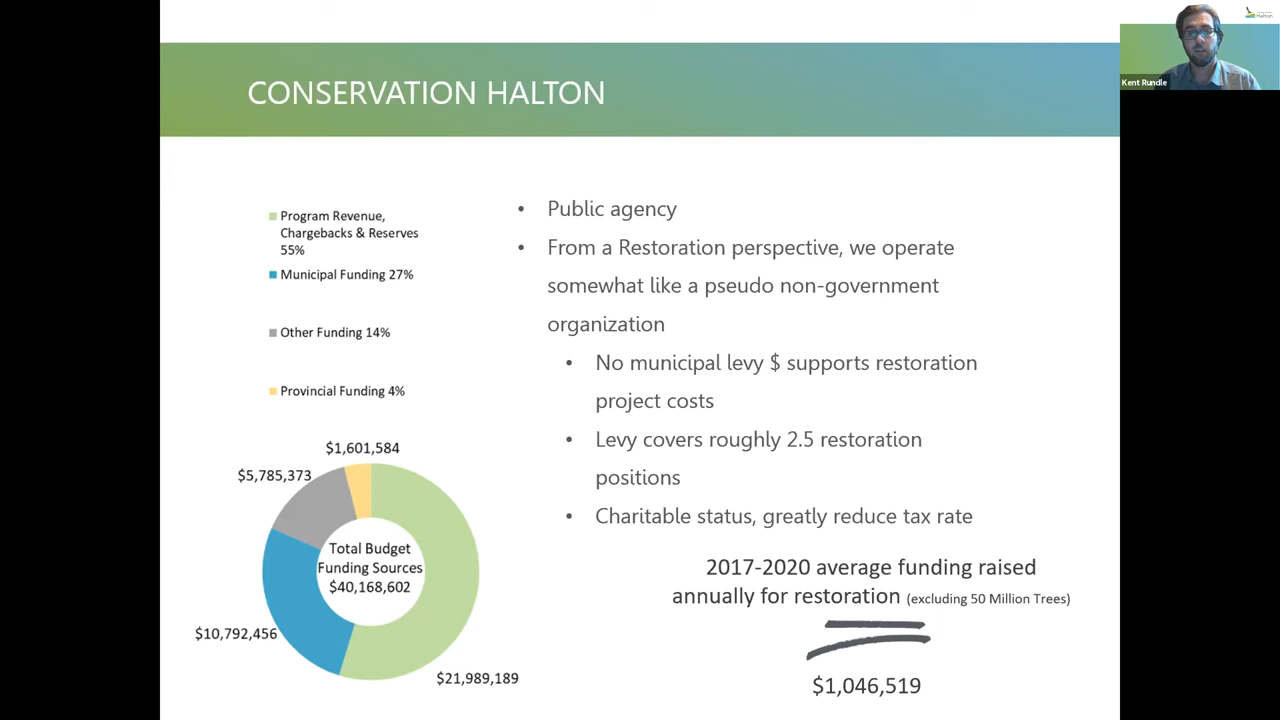 Halton
Kent Rundle
CONSERVATION HALTON
Program Revenue,
Chargebacks & Reserves
55%
Municipal Funding 27%
Other Funding 14%
Provincial Funding 4%
$1,601,584
$5,785,373
Total Budget
Funding Sources
$40,168,602
$10,792,456
$21,989,189
• Public agency
• From a Restoration perspective, we operate
somewhat like a pseudo non-government
organization
• No municipal levy $ supports restoration
project costs
• Levy covers roughly 2.5 restoration
positions
• Charitable status, greatly reduce tax rate
2017-2020 average funding raised
annually for restoration (excluding 50 Million Trees)
$1,046,519